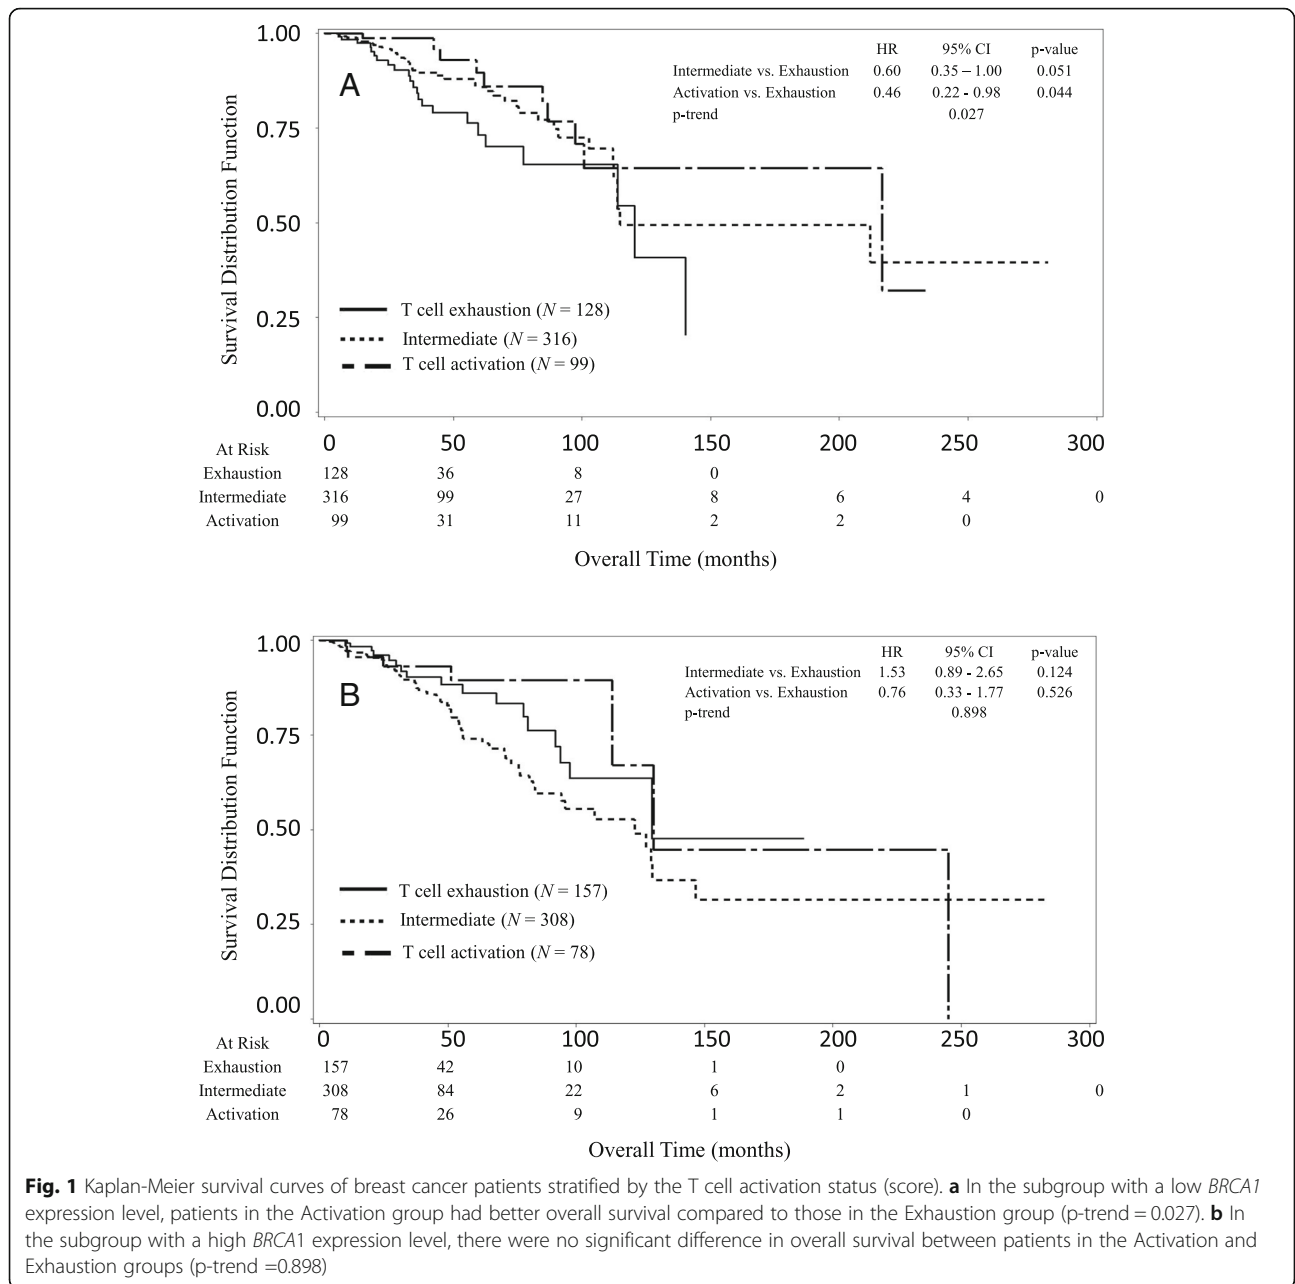 1.00
0.75
0.50
0.25
0.00
Survival Distribution Function
A
HR 95% CI p-value
Intermediate vs. Exhaustion 0.60 0.35 – 1.00 0.051
Activation vs. Exhaustion 0.46 0.22 - 0.98 0.044
p-trend 0.027
T cell exhaustion (N = 128)
Intermediate (N = 316)
T cell activation (N = 99)
0 50 100 150 200 250 300
At Risk
Exhaustion 128 36 8 0
Intermediate 316 99 27 8 6 4 0
Activation 99 31 11 2 2 0
Overall Time (months)
1.00
0.75
0.50
0.25
0.00
Survival Distribution Function
B
HR 95% CI p-value
Intermediate vs. Exhaustion 1.53 0.89 - 2.65 0.124
Activation vs. Exhaustion 0.76 0.33 - 1.77 0.526
p-trend 0.898
T cell exhaustion (N = 157)
Intermediate (N = 308)
T cell activation (N = 78)
0 50 100 150 200 250 300
At Risk
Exhaustion 157 42 10 1 0
Intermediate 308 84 22 6 2 1 0
Activation 78 26 9 1 1 0
Overall Time (months)
Fig. 1 Kaplan-Meier survival curves of breast cancer patients stratified by the T cell activation status (score). a In the subgroup with a low BRCA1
expression level, patients in the Activation group had better overall survival compared to those in the Exhaustion group (p-trend = 0.027). b In
the subgroup with a high BRCA1 expression level, there were no significant difference in overall survival between patients in the Activation and
Exhaustion groups (p-trend =0.898)